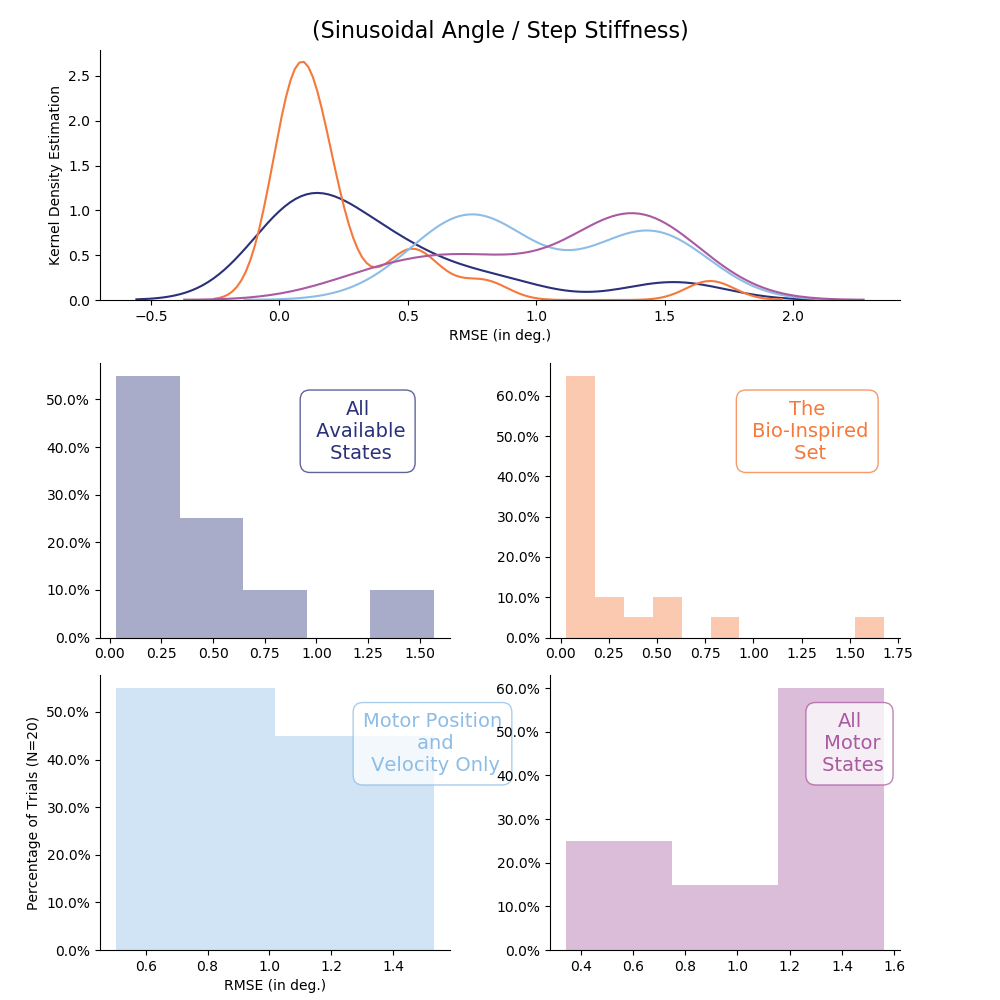 (Sinusoidal Angle / Step Stiffness)
Kernel Density Estimation
2.5
2.0
1.5
1.0
0.5
0.0
−0.5 0.0 0.5 1.0 1.5 2.0
RMSE (in deg.)
50.0%
40.0%
30.0%
20.0%
10.0%
0.0%
All
Available
States
0.00 0.25 0.50 0.75 1.00 1.25 1.50
60.0%
50.0%
40.0%
30.0%
20.0%
10.0%
0.0%
The
Bio-Inspired
Set
0.00 0.25 0.50 0.75 1.00 1.25 1.50 1.75
Percentage of Trials (N=20)
50.0%
40.0%
30.0%
20.0%
10.0%
0.0%
Motor Position
and
Velocity Only
0.6 0.8 1.0 1.2 1.4
RMSE (in deg.)
60.0%
50.0%
40.0%
30.0%
20.0%
10.0%
0.0%
All
Motor
States
0.4 0.6 0.8 1.0 1.2 1.4 1.6